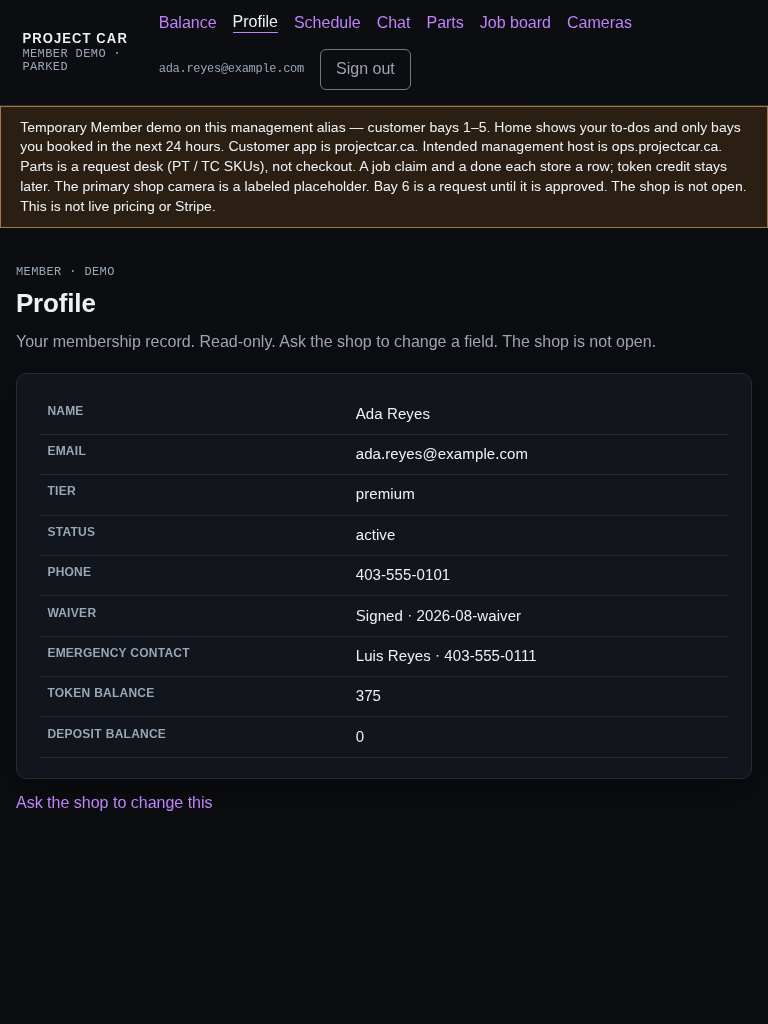 PROJECT CAR
MEMBER DEMO ·
PARKED
Balance Profile Schedule Chat Parts Job board Cameras
ada.reyes@example.com Sign out
Temporary Member demo on this management alias — customer bays 1–5. Home shows your to-dos and only bays
you booked in the next 24 hours. Customer app is projectcar.ca. Intended management host is ops.projectcar.ca.
Parts is a request desk (PT / TC SKUs), not checkout. A job claim and a done each store a row; token credit stays
later. The primary shop camera is a labeled placeholder. Bay 6 is a request until it is approved. The shop is not open.
This is not live pricing or Stripe.
MEMBER · DEMO
Profile
Your membership record. Read-only. Ask the shop to change a field. The shop is not open.
NAME Ada Reyes
EMAIL ada.reyes@example.com
TIER premium
STATUS active
PHONE 403-555-0101
WAIVER Signed · 2026-08-waiver
EMERGENCY CONTACT Luis Reyes · 403-555-0111
TOKEN BALANCE 375
DEPOSIT BALANCE 0
Ask the shop to change this